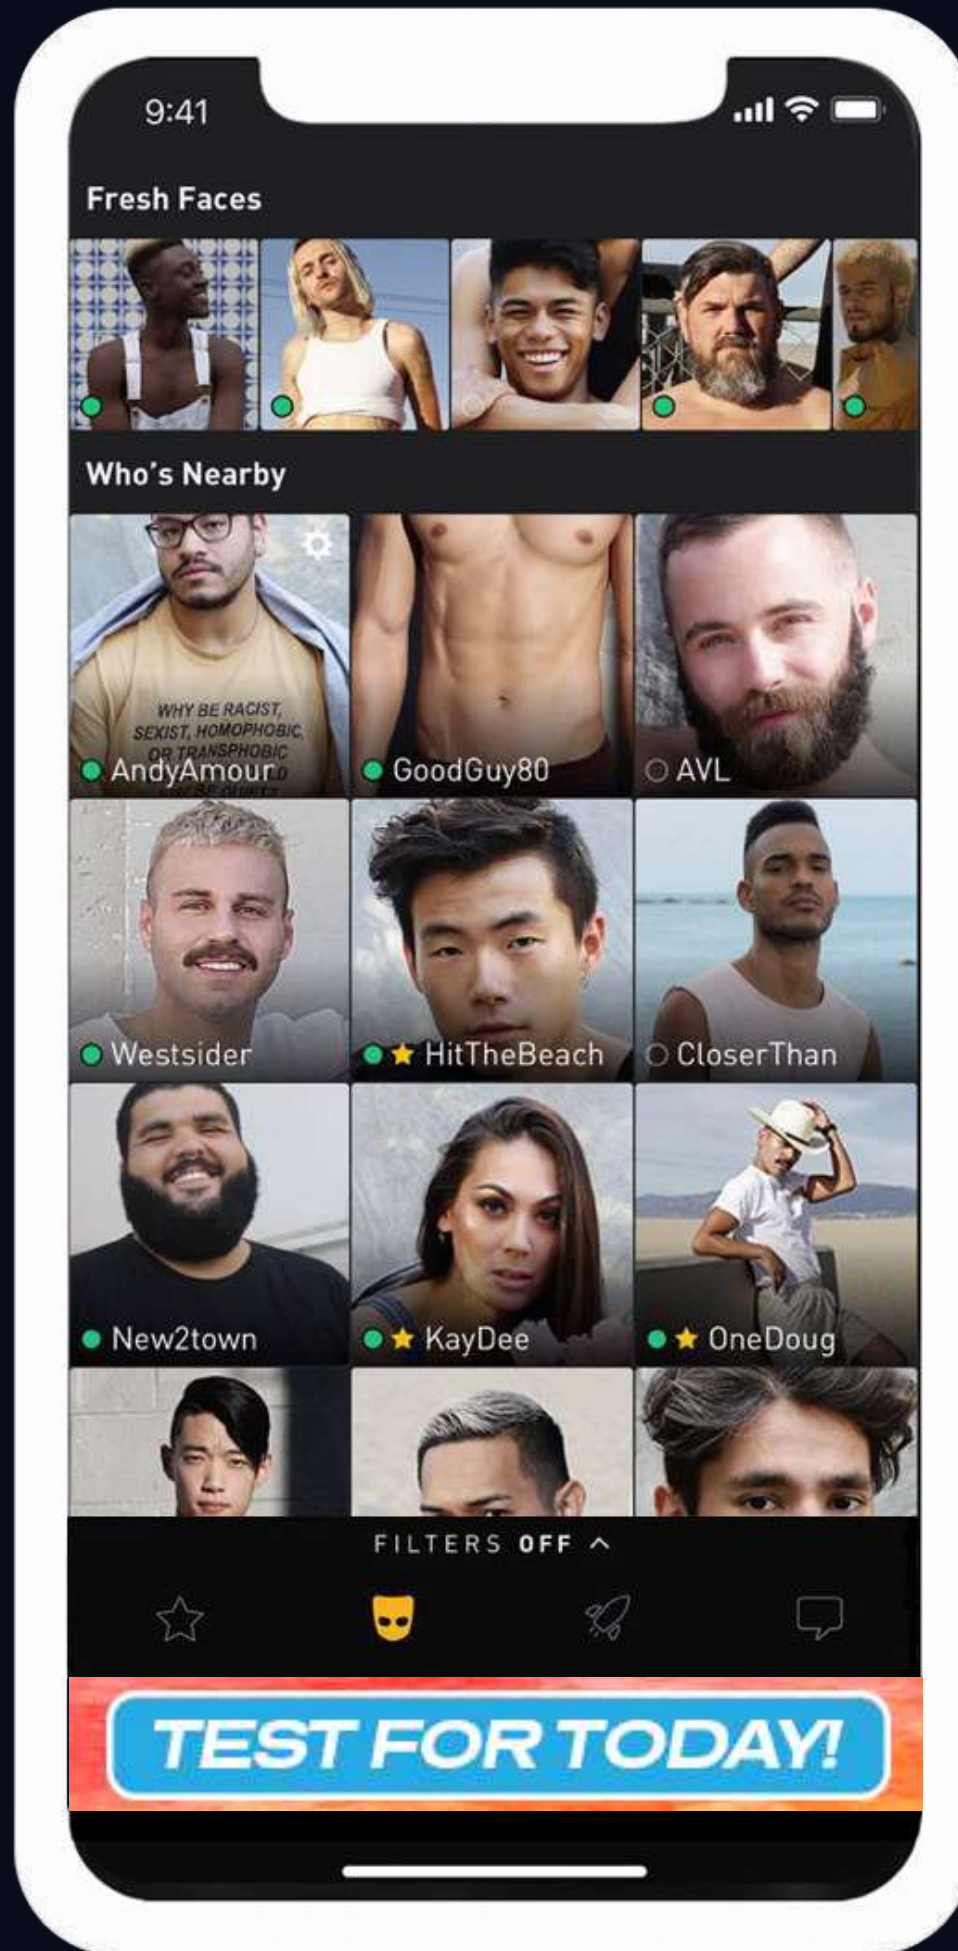 9:41
Fresh Faces
Who's Nearby
WHY BE RACIST,
SEXIST, HOMOPHOBIC,
OR TRANSPHOBIC
AndyAmour
GoodGuy80
AVL
Westsider
HitTheBeach
CloserThan
New2town
KayDee
OneDoug
FILTERS OFF
TEST FOR TODAY!